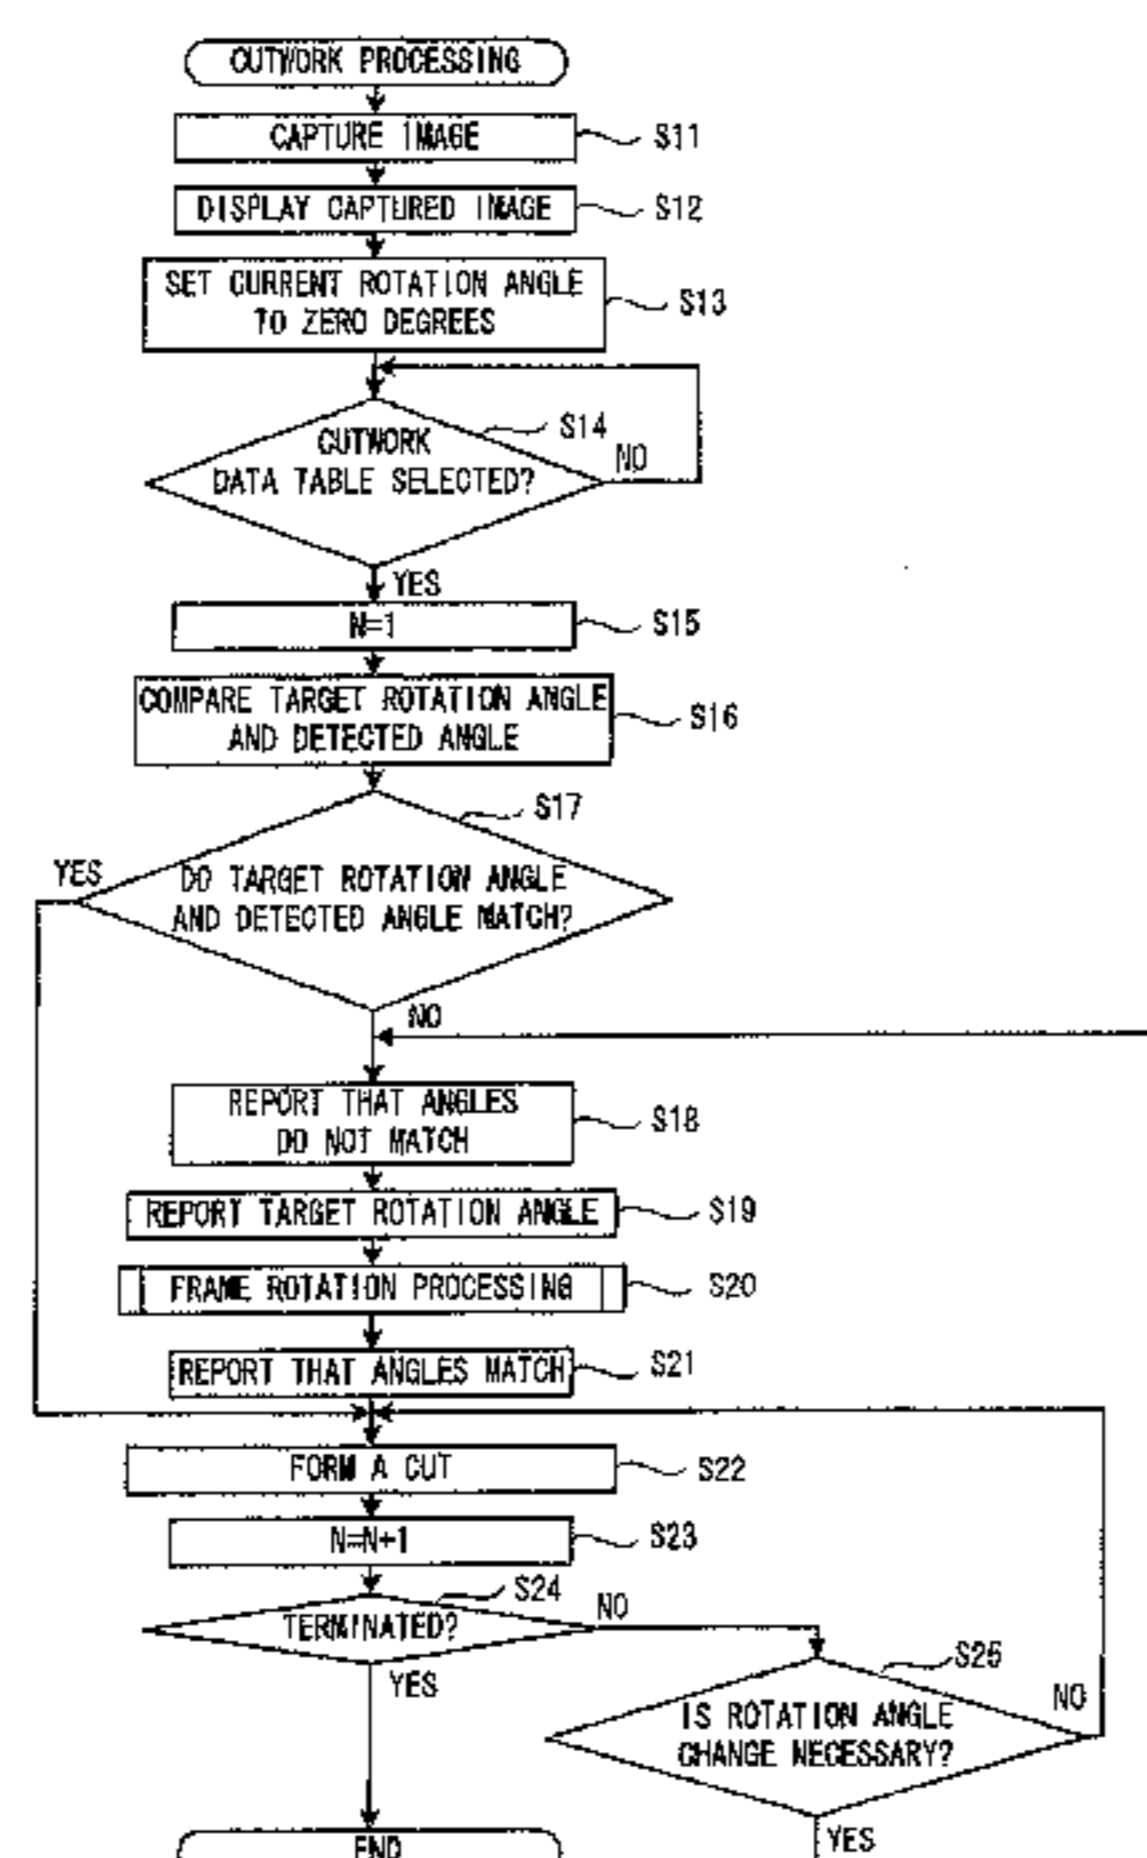 CUTWORK PROCESSING
CAPTURE IMAGE
S11
DISPLAY CAPTURED IMAGE
S12
SET CURRENT ROTATION ANGLE
TO ZERO DEGREES
S13
S14
CUTWORK
DATA TABLE SELECTED?
NO
YES
N=1
S15
COMPARE TARGET ROTATION ANGLE
AND DETECTED ANGLE
S16
S17
YES
DO TARGET ROTATION ANGLE
AND DETECTED ANGLE MATCH?
NO
REPORT THAT ANGLES
DO NOT MATCH
S18
REPORT TARGET ROTATION ANGLE
S19
FRAME ROTATION PROCESSING
S20
REPORT THAT ANGLES MATCH
S21
FORM A CUT
S22
N=N+1
S23
S24
TERMINATED?
NO
YES
S25
IS ROTATION ANGLE
CHANGE NECESSARY?
NO
YES
END